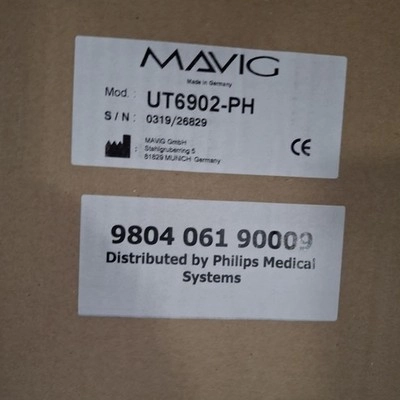 MAVIG
Made in Germany
Mod. : UT6902-PH
S / N : 0319/26829
MAVIG GmbH
Stahlgruberring 5
81829 MUNICH Germany
CE
9804 061 90009
Distributed by Philips Medical
Systems